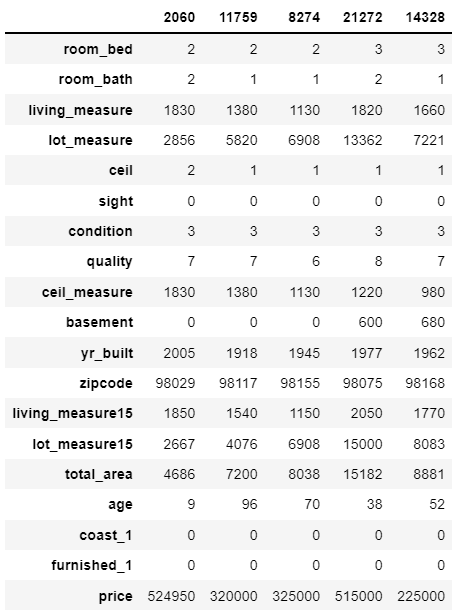 2060 11759 8274 21272 14328
room_bed 2 2 2 3 3
room_bath 2 1 1 2 1
living_measure 1830 1380 1130 1820 1660
lot_measure 2856 5820 6908 13362 7221
ceil 2 1 1 1 1
sight 0 0 0 0 0
condition 3 3 3 3 3
quality 7 7 6 8 7
ceil_measure 1830 1380 1130 1220 980
basement 0 0 0 600 680
yr_built 2005 1918 1945 1977 1962
zipcode 98029 98117 98155 98075 98168
living_measure15 1850 1540 1150 2050 1770
lot_measure15 2667 4076 6908 15000 8083
total_area 4686 7200 8038 15182 8881
age 9 96 70 38 52
coast_1 0 0 0 0 0
furnished_1 0 0 0 0 0
price 524950 320000 325000 515000 225000